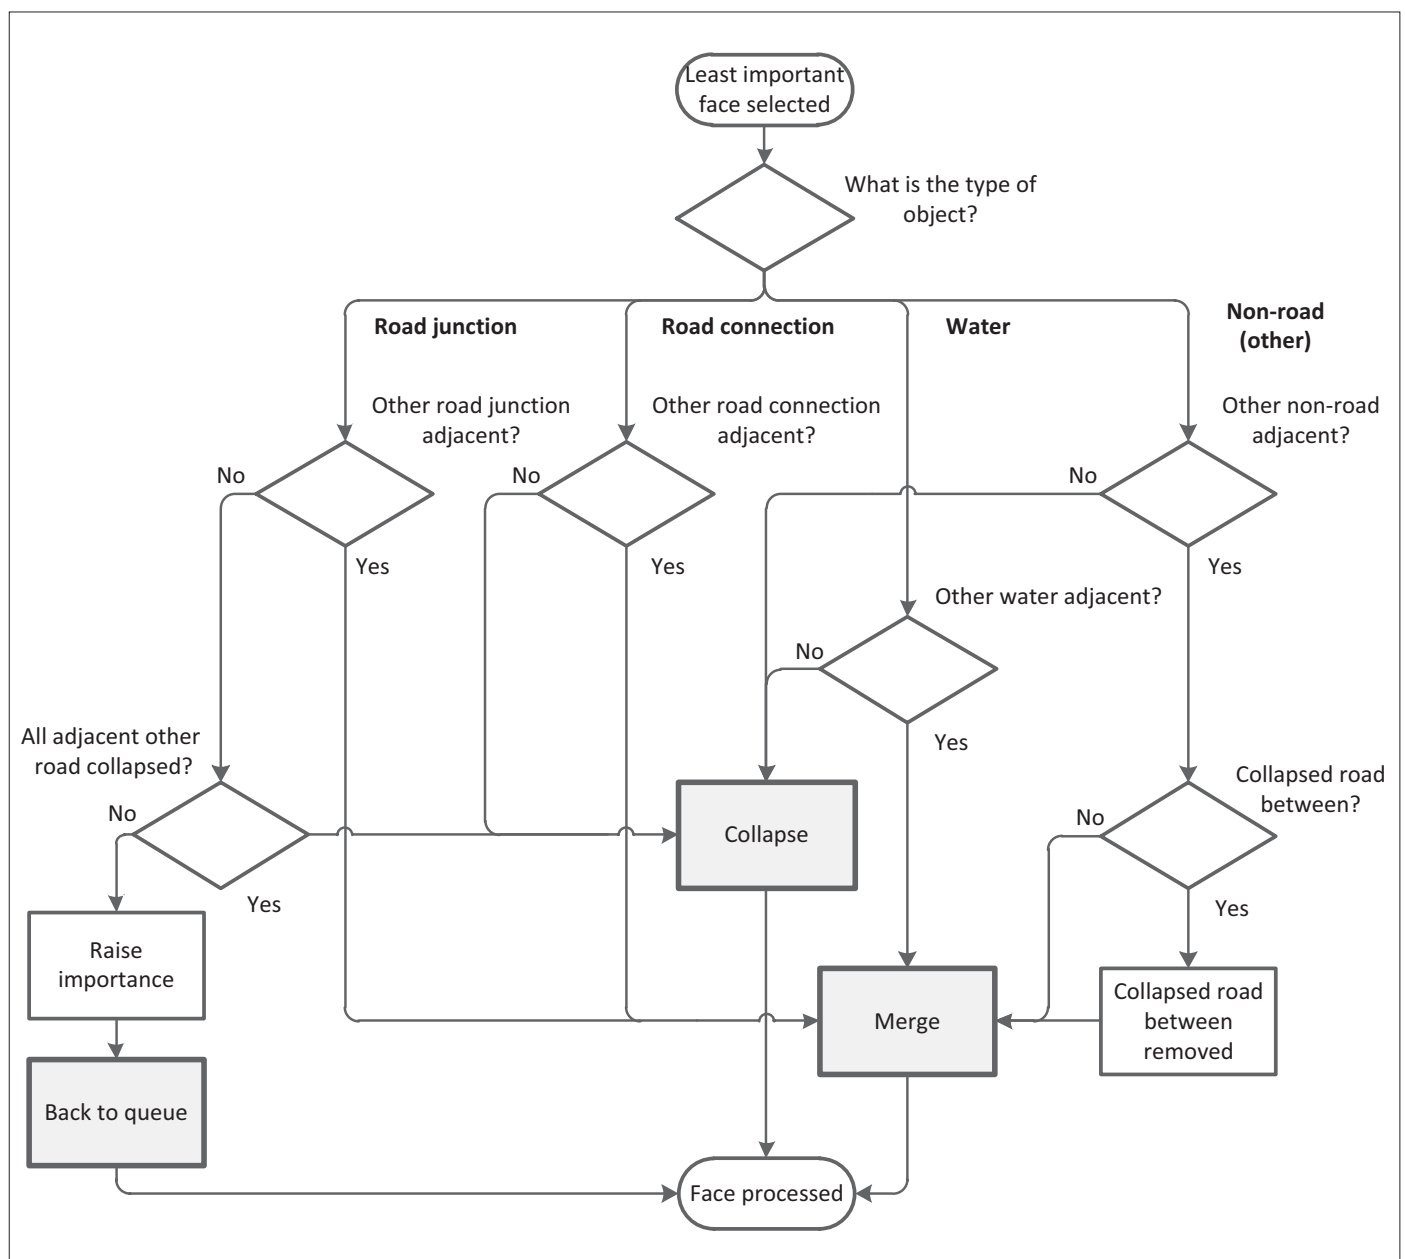 Least important
face selected
What is the type of
object?
Road junction
Road connection
Water
Non-road
(other)
Other road junction
adjacent?
Other road connection
adjacent?
Other non-road
adjacent?
No
No
No
Yes
Yes
Yes
Other water adjacent?
No
Yes
All adjacent other
road collapsed?
Collapsed road
between?
No
No
Collapse
Yes
Yes
Raise
importance
Collapsed road
between
removed
Merge
Back to queue
Face processed